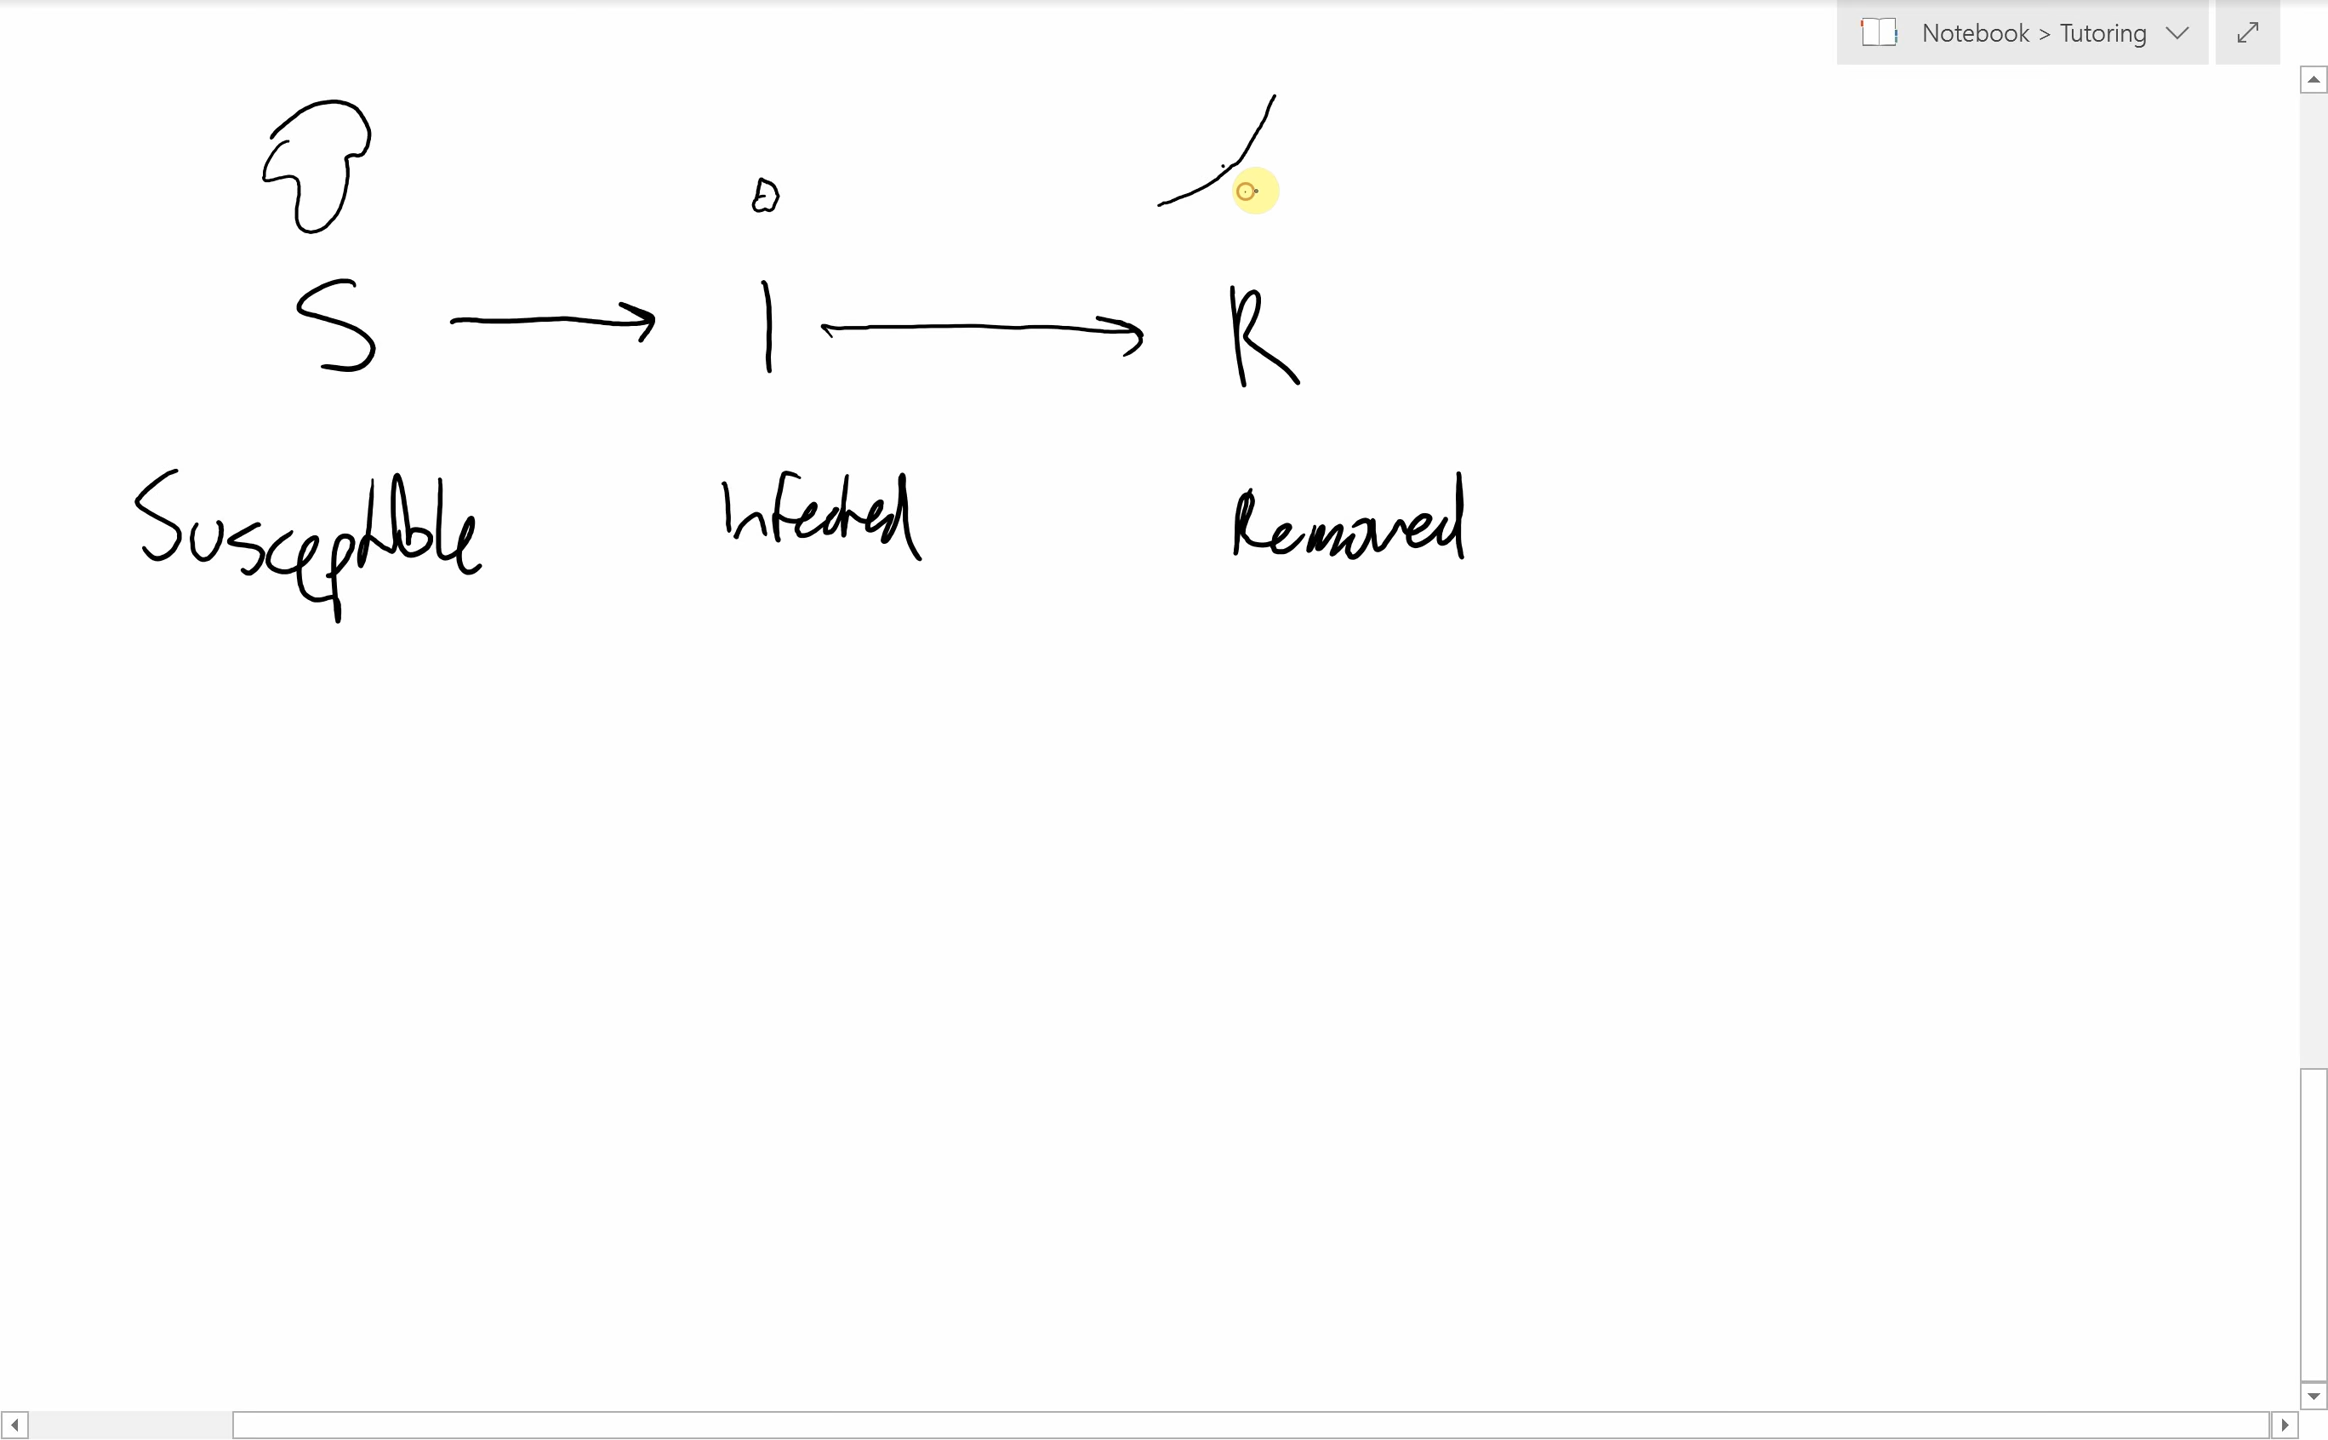 Notebook > Tutoring
S → I → R
Susceptible Infected Removed